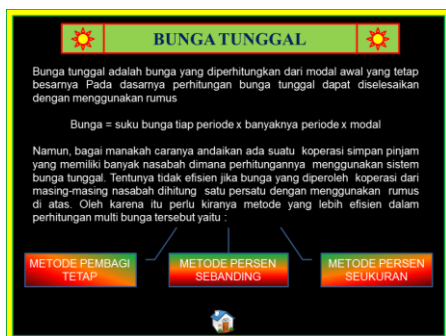 BUNGA TUNGGAL
Bunga tunggal adalah bunga yang diperhitungkan dari modal awal yang tetap
besarnya Pada dasarnya perhitungan bunga tunggal dapat diselesaikan
dengan menggunakan rumus
Bunga = suku bunga tiap periode x banyaknya periode x modal
Namun, bagai manakah caranya andaikan ada suatu koperasi simpan pinjam
yang memiliki banyak nasabah dimana perhitungannya menggunakan sistem
bunga tunggal. Tentunya tidak efisien jika bunga yang diperoleh koperasi dari
masing-masing nasabah dihitung satu persatu dengan menggunakan rumus
di atas. Oleh karena itu perlu kiranya metode yang lebih efisien dalam
perhitungan multi bunga tersebut yaitu :
METODE PEMBAGI
TETAP
METODE PERSEN
SEBANDING
METODE PERSEN
SEUKURAN